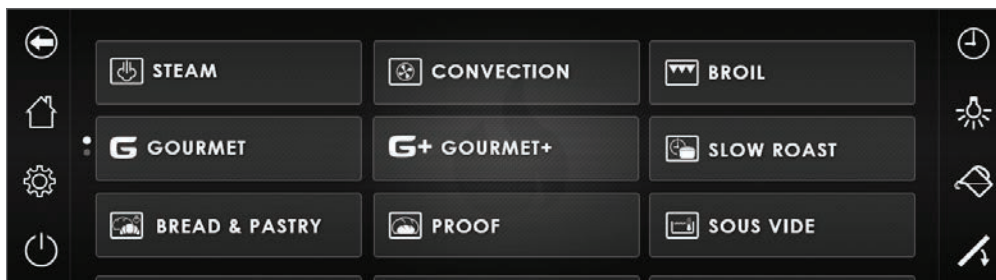 STEAM
CONVECTION
BROIL
G GOURMET
G+ GOURMET+
SLOW ROAST
BREAD & PASTRY
PROOF
SOUS VIDE